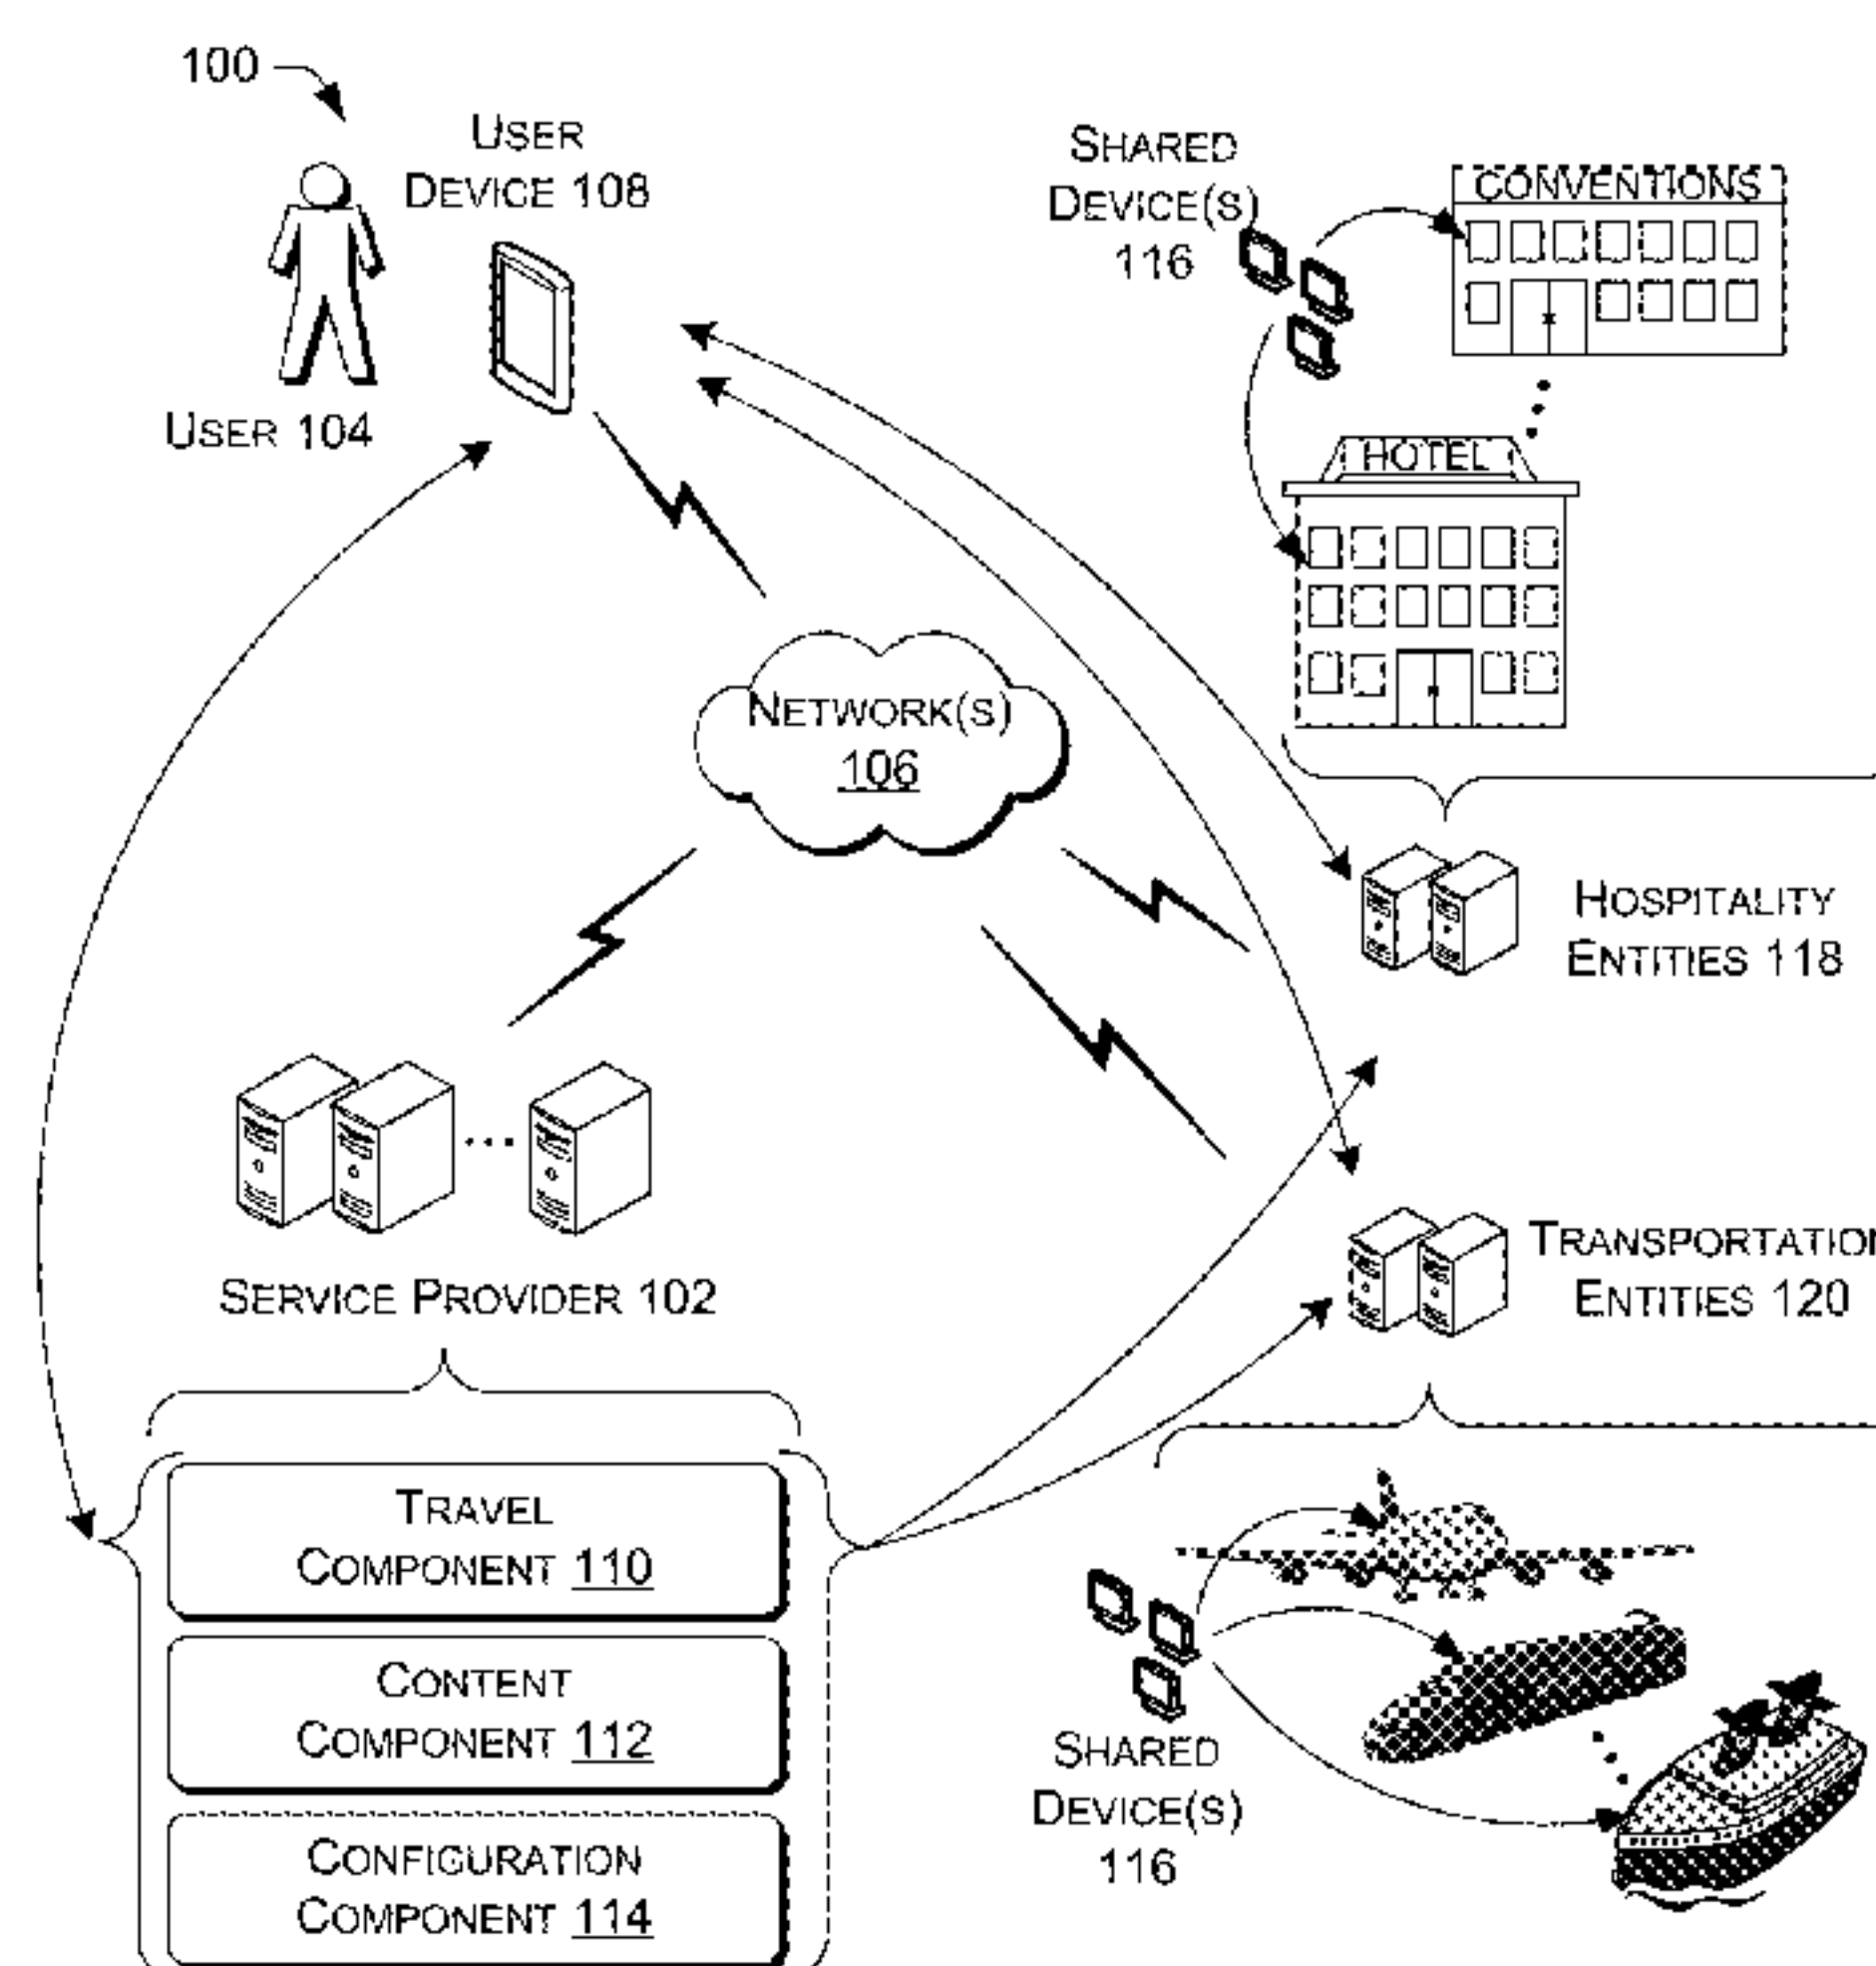 100
USER
DEVICE 108
USER 104
SHARED
DEVICE(S)
116
CONVENTIONS
HOTEL
NETWORK(S)
106
HOSPITALITY
ENTITIES 118
SERVICE PROVIDER 102
TRANSPORTATION
ENTITIES 120
TRAVEL
COMPONENT 110
CONTENT
COMPONENT 112
CONFIGURATION
COMPONENT 114
SHARED
DEVICE(S)
116